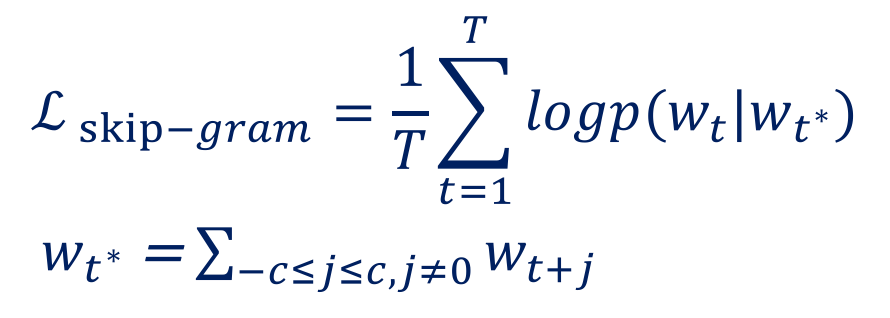 ℒ skip−gram = 1/T ∑_{t=1}^{T} logp(w_t|w_{t*})
w_{t*} = ∑_{−c≤j≤c,j≠0} w_{t+j}